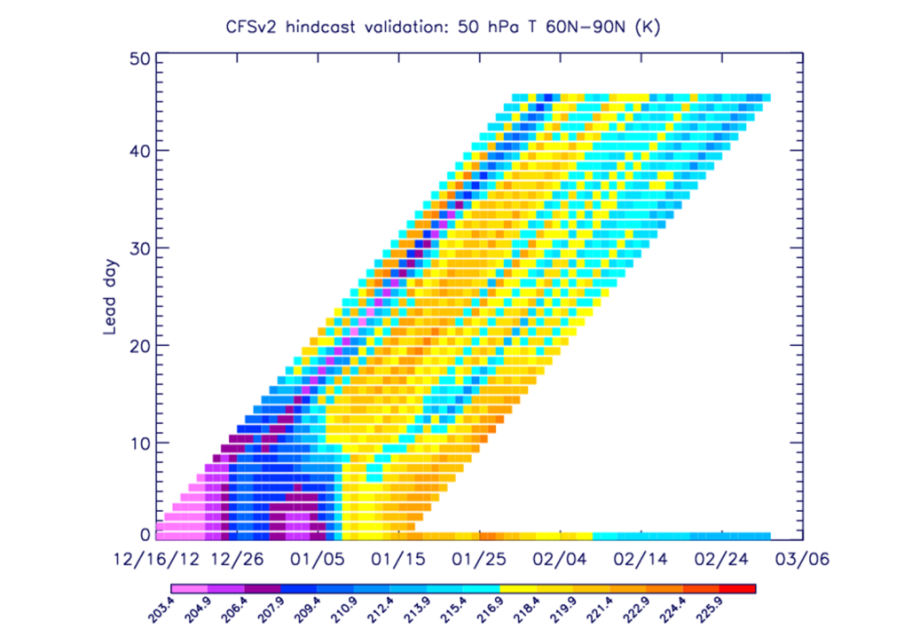 CFSv2 hindcast validation: 50 hPa T 60N−90N (K)
50
40
30
20
10
0
Lead day
12/16/12 12/26 01/05 01/15 01/25 02/04 02/14 02/24 03/06
203.4 204.9 206.4 207.9 209.4 210.9 212.4 213.9 215.4 216.9 218.4 219.9 221.4 222.9 224.4 225.9